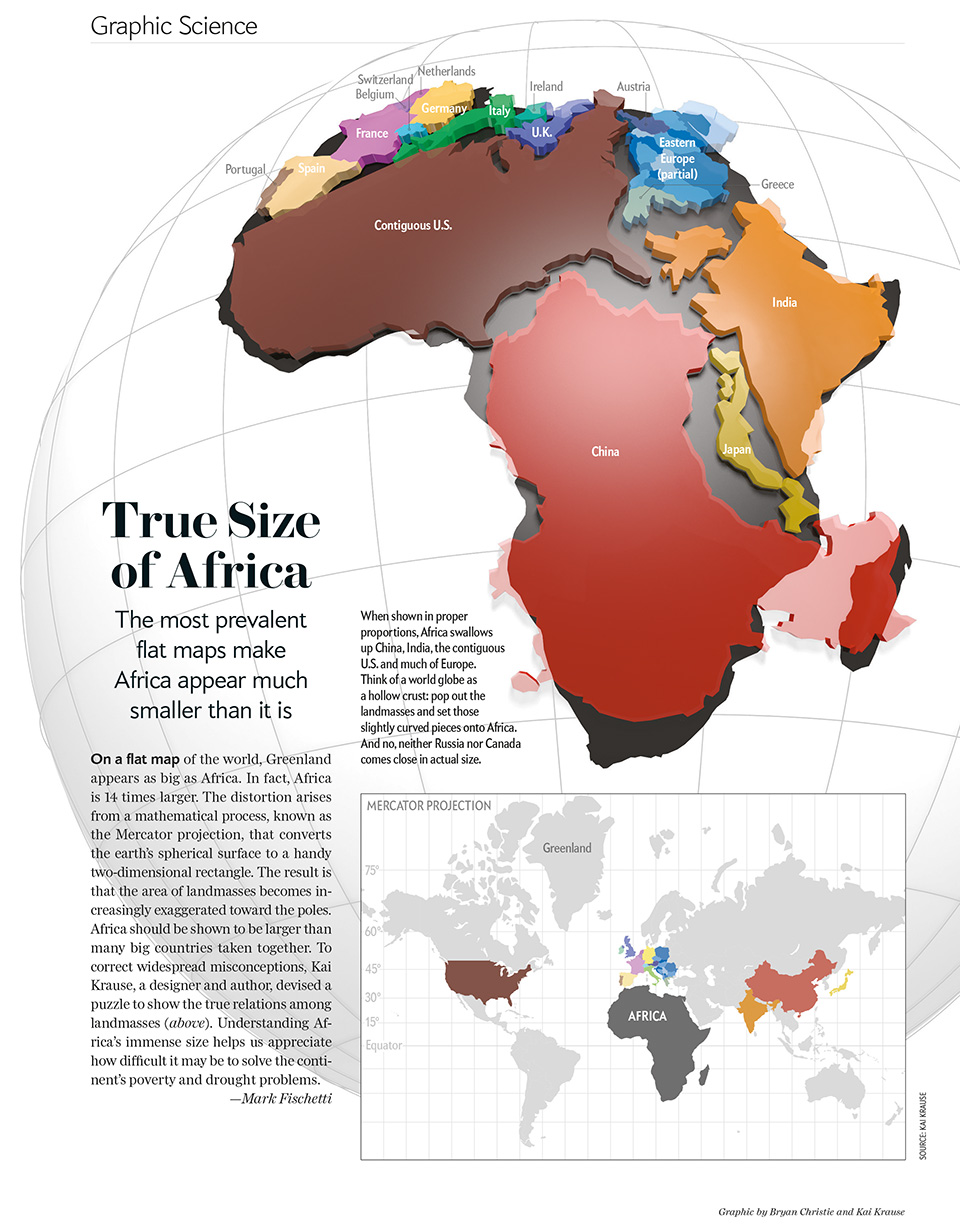 Graphic Science
Switzerland
Netherlands
Belgium
Germany
Italy
Ireland
Austria
France
U.K.
Eastern
Europe
(partial)
Portugal
Spain
Greece
Contiguous U.S.
India
China
Japan
True Size
of Africa
The most prevalent
flat maps make
Africa appear much
smaller than it is
When shown in proper
proportions, Africa swallows
up China, India, the contiguous
U.S. and much of Europe.
Think of a world globe as
a hollow crust: pop out the
landmasses and set those
slightly curved pieces onto Africa.
And no, neither Russia nor Canada
comes close in actual size.
On a flat map of the world, Greenland
appears as big as Africa. In fact, Africa
is 14 times larger. The distortion arises
from a mathematical process, known as
the Mercator projection, that converts
the earth's spherical surface to a handy
two-dimensional rectangle. The result is
that the area of landmasses becomes in-
creasingly exaggerated toward the poles.
Africa should be shown to be larger than
many big countries taken together. To
correct widespread misconceptions, Kai
Krause, a designer and author, devised a
puzzle to show the true relations among
landmasses (above). Understanding Af-
rica's immense size helps us appreciate
how difficult it may be to solve the conti-
nent's poverty and drought problems.
—Mark Fischetti
MERCATOR PROJECTION
Greenland
75°
60°
45°
30°
15°
Equator
AFRICA
SOURCE: KAI KRAUSE
Graphic by Bryan Christie and Kai Krause